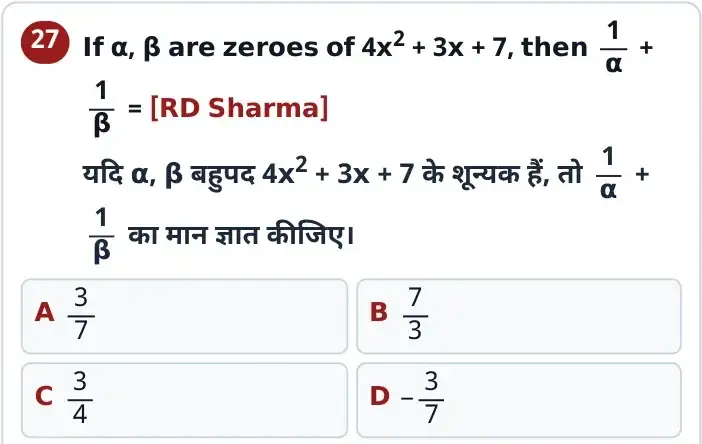 27 If α, β are zeroes of 4x² + 3x + 7, then 1/α +
1/β = [RD Sharma]
यदि α, β बहुपद 4x² + 3x + 7 के शून्यक हैं, तो 1/α +
1/β का मान ज्ञात कीजिए।
A 3/7
B 7/3
C 3/4
D -3/7